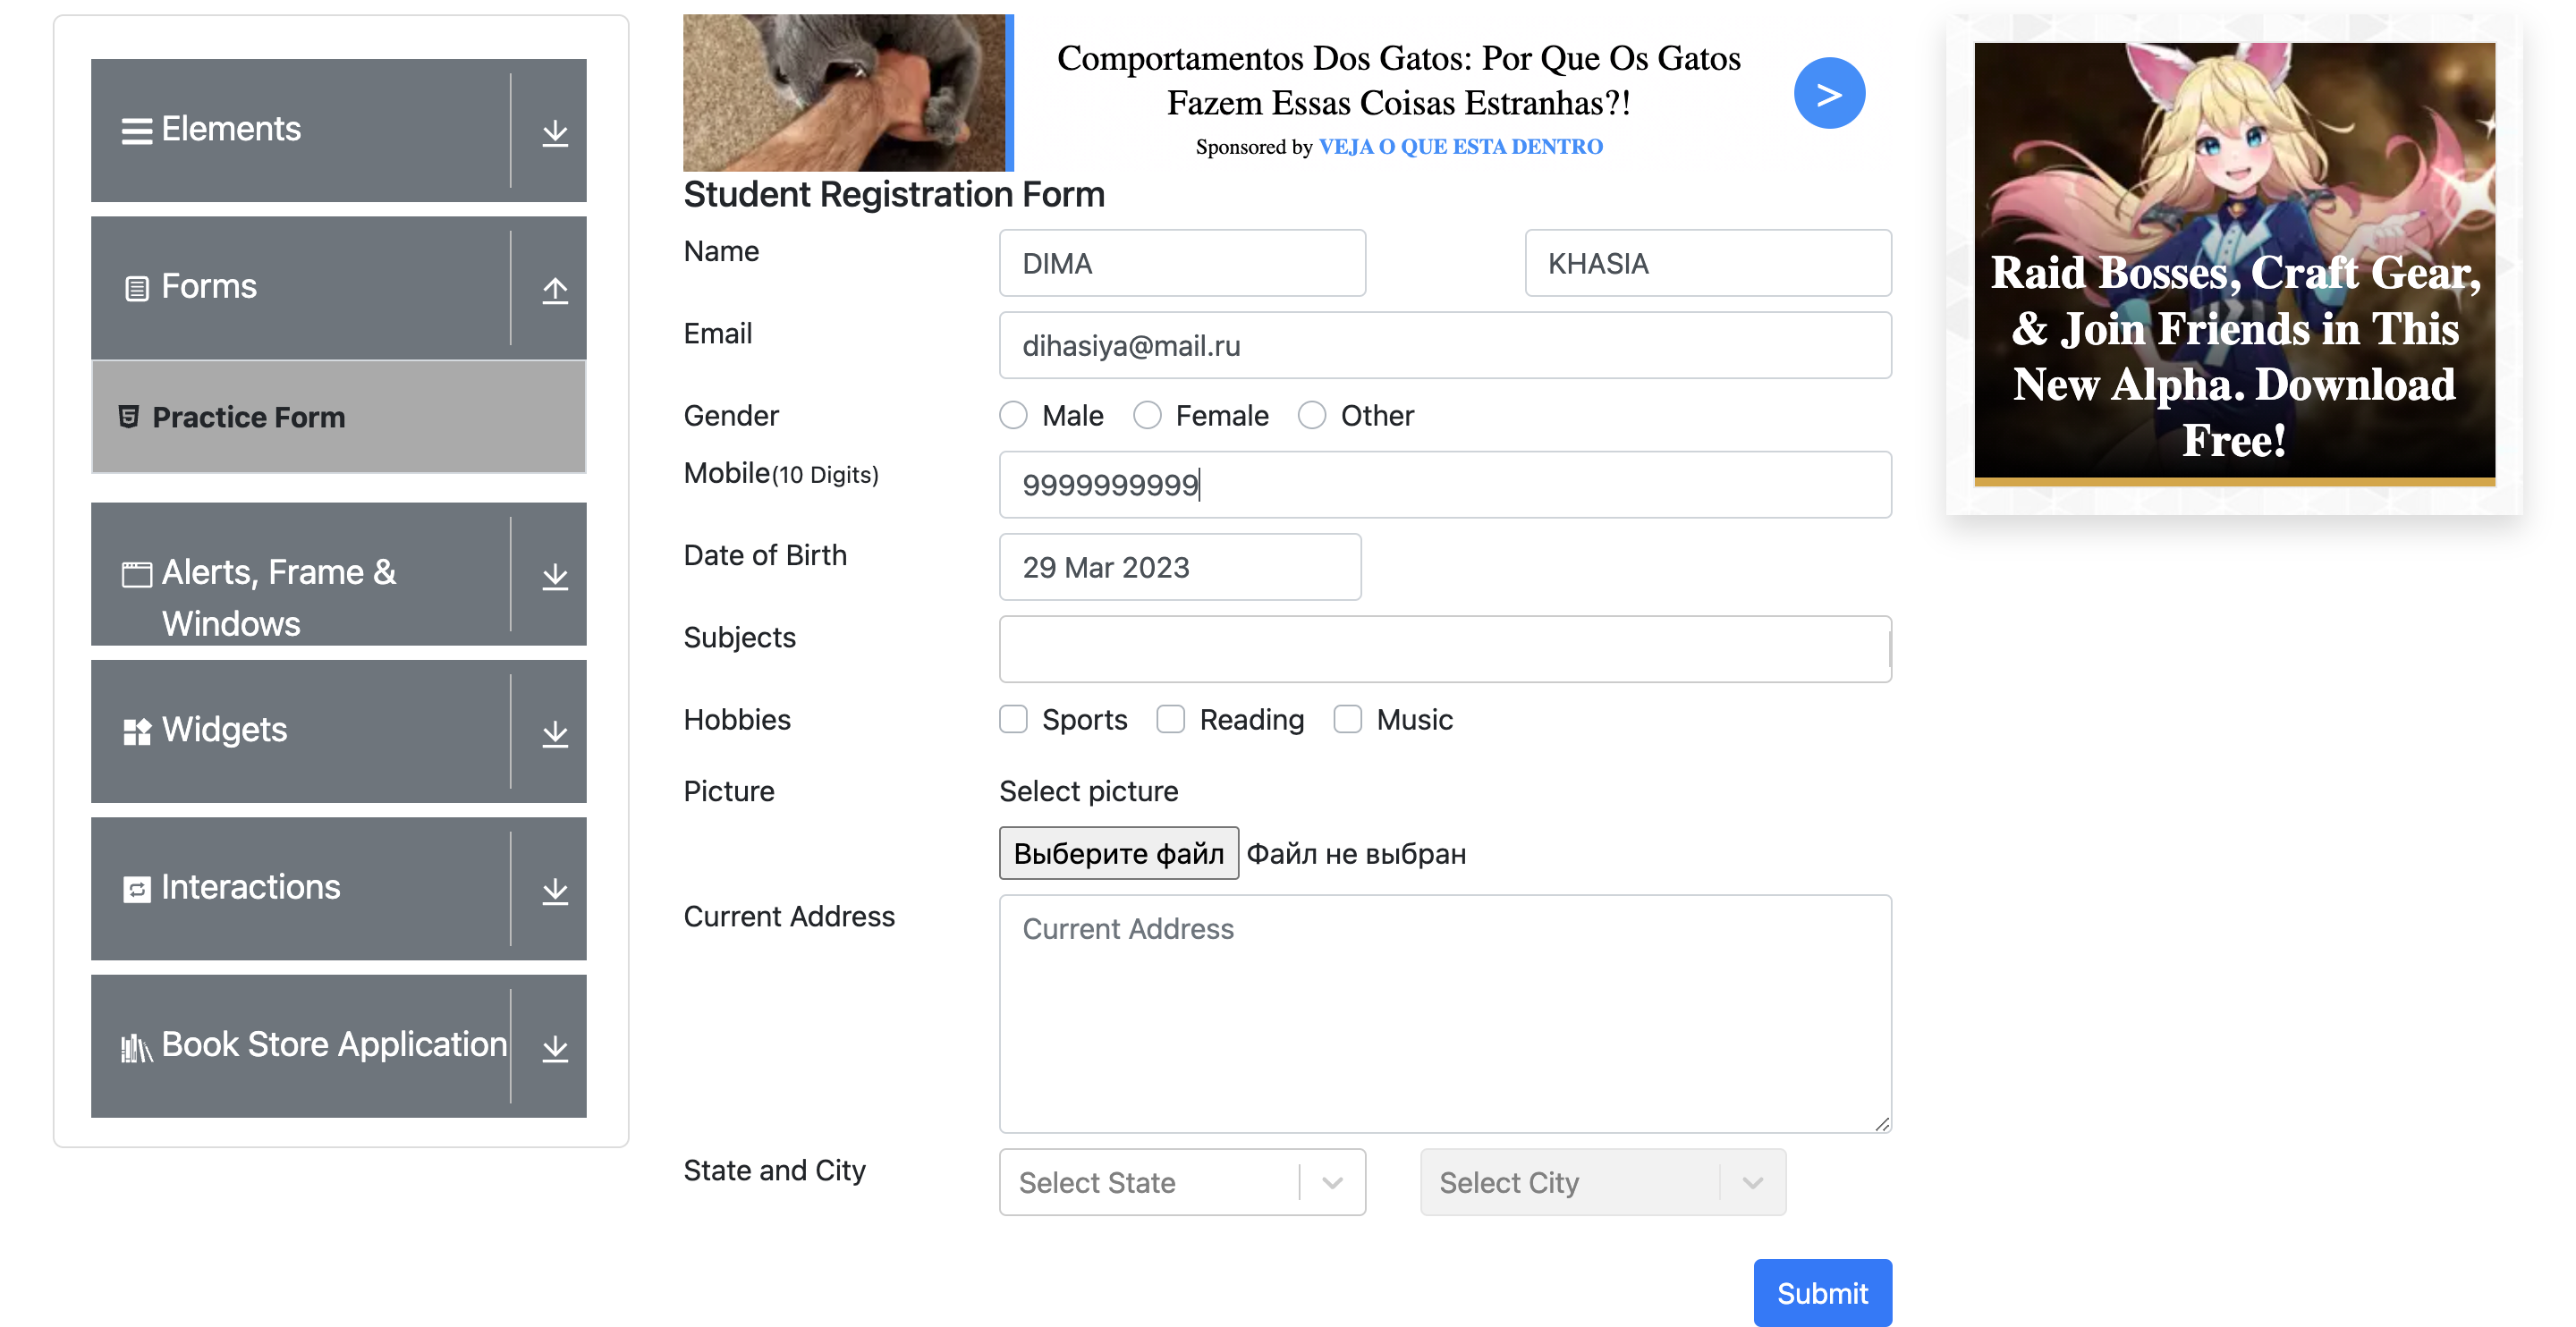 Elements
Forms
Practice Form
Alerts, Frame &
Windows
Widgets
Interactions
Book Store Application
Comportamentos Dos Gatos: Por Que Os Gatos
Fazem Essas Coisas Estranhas?!
Sponsored by VEJA O QUE ESTA DENTRO
>
Student Registration Form
Name DIMA KHASIA
Email dihasiya@mail.ru
Gender Male Female Other
Mobile(10 Digits) 9999999999
Date of Birth 29 Mar 2023
Subjects
Hobbies Sports Reading Music
Picture Select picture
Выберите файл Файл не выбран
Current Address Current Address
State and City Select State Select City
Submit
Raid Bosses, Craft Gear,
& Join Friends in This
New Alpha. Download
Free!